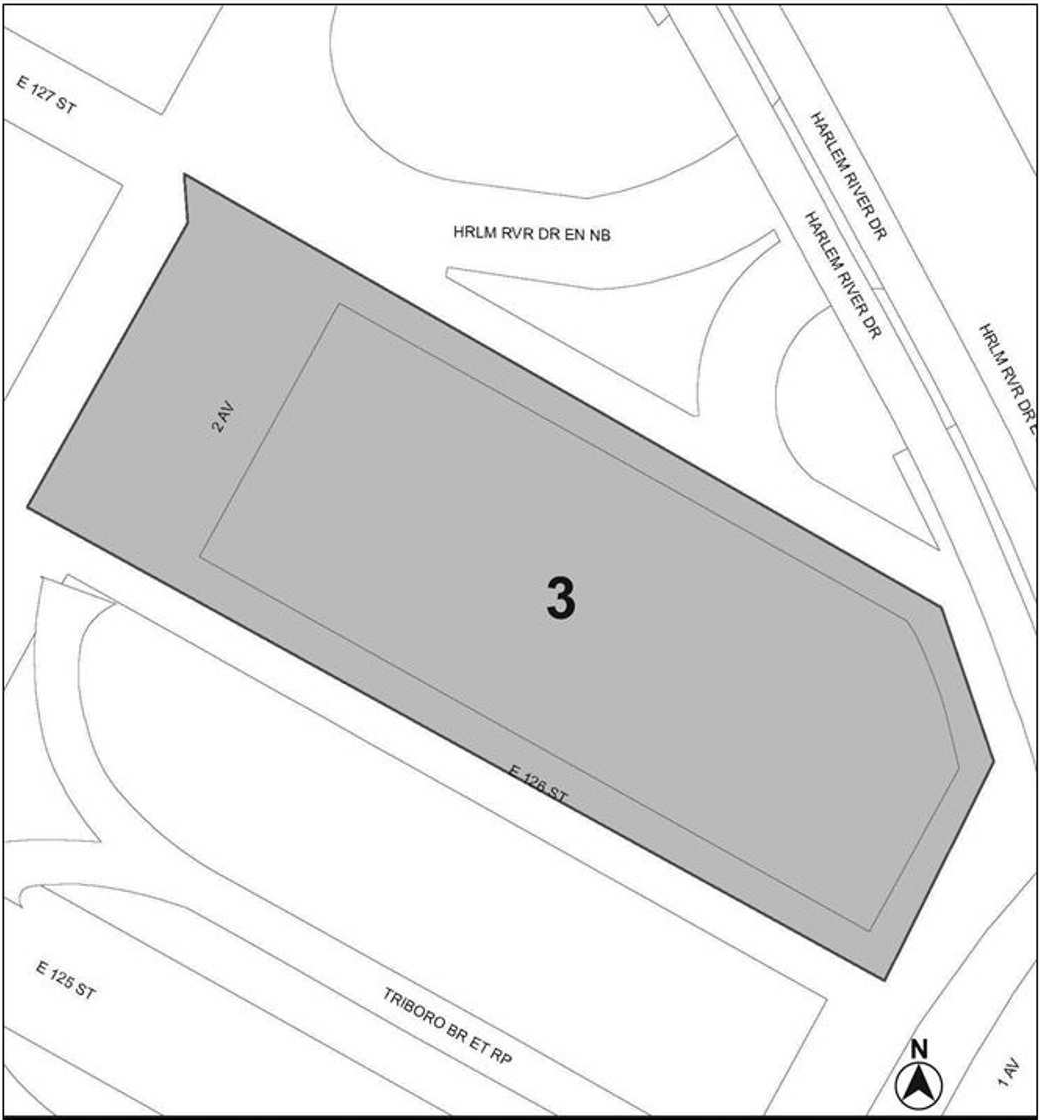 E 127 ST
HARLEM RIVER DR
HRLM RVR DR EN NB
HARLEM RIVER DR
HRLM RVR DR E
2 AV
3
E 126 ST
E 125 ST
TRIBORO BR ET RP
N
1 AV